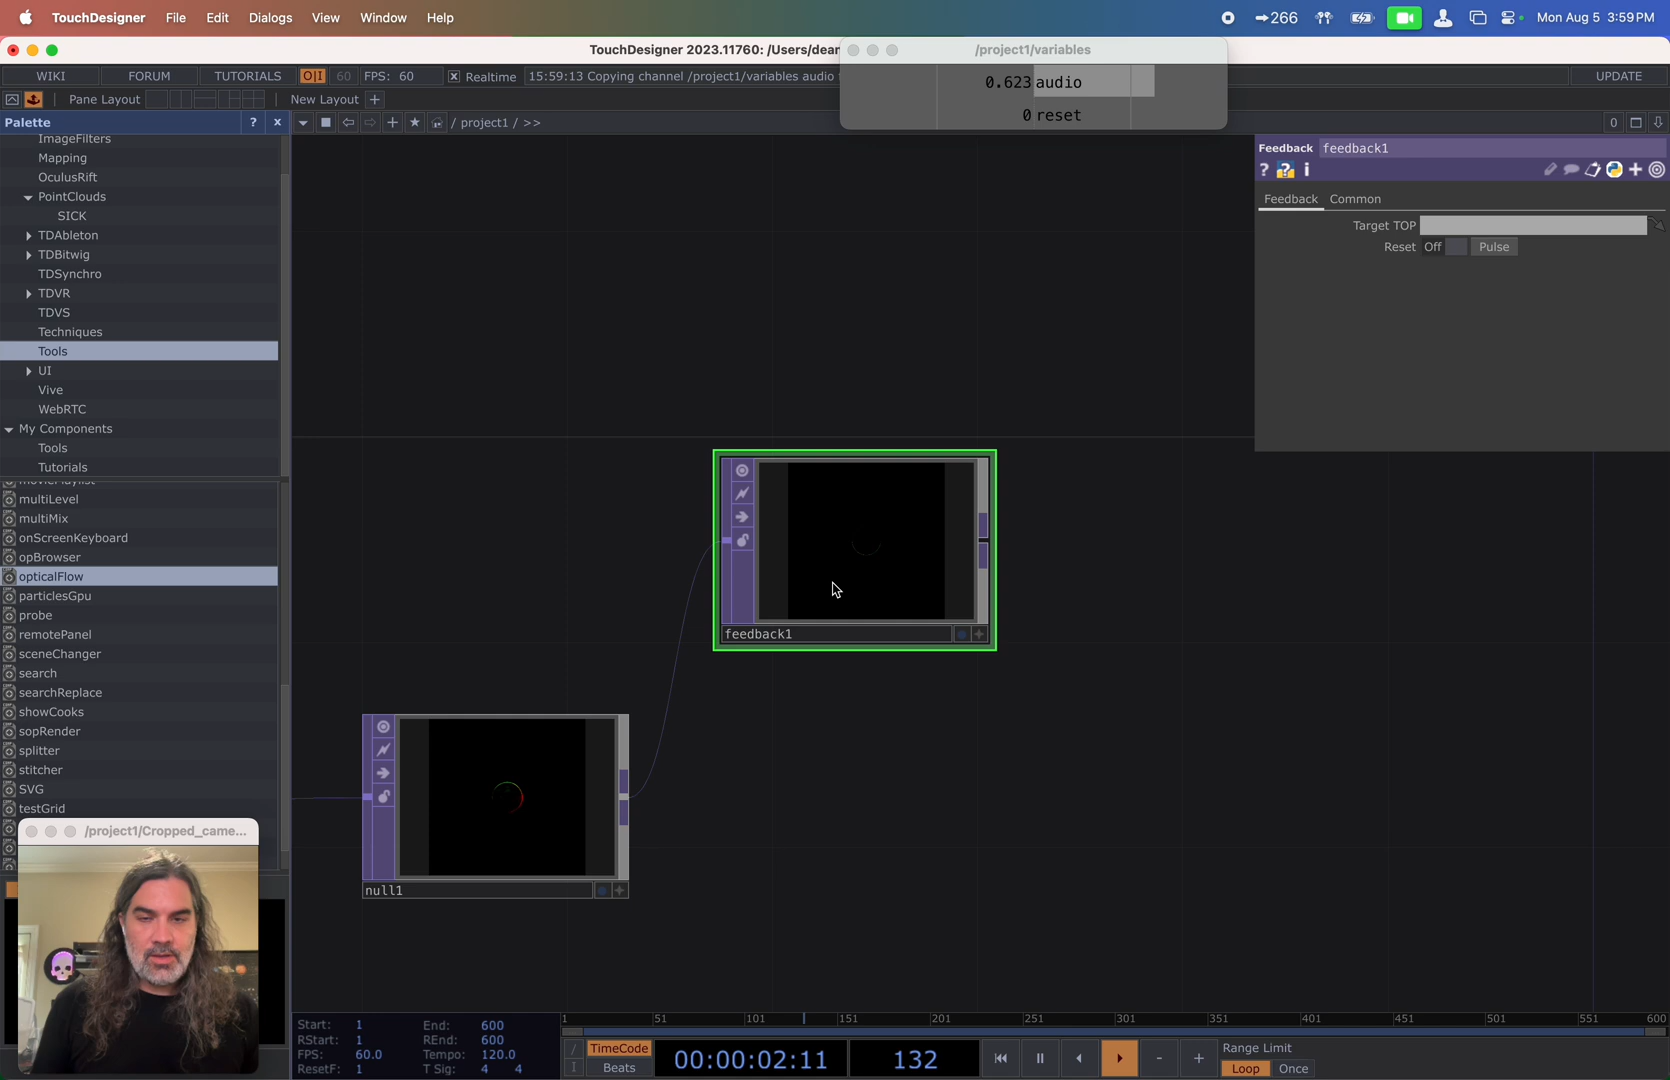 TouchDesigner File Edit Dialogs View Window Help
266 Mon Aug 5 3:59 PM
TouchDesigner 2023.11760: /Users/dear
/project1/variables
WIKI FORUM TUTORIALS O|I 60 FPS: 60 Realtime 15:59:13 Copying channel /project1/variables audio UPDATE
0.623 audio
0 reset
Pane Layout New Layout +
Palette ? x / project1 / >> 0
ImageFilters
Mapping
OculusRift
PointClouds
SICK
TDAbleton
TDBitwig
TDSynchro
TDVR
TDVS
Techniques
Tools
UI
Vive
WebRTC
My Components
Tools
Tutorials
multiLevel
multiMix
onScreenKeyboard
opBrowser
opticalFlow
particlesGpu
probe
remotePanel
sceneChanger
search
searchReplace
showCooks
sopRender
splitter
stitcher
SVG
testGrid
/project1/Cropped_came...
Feedback feedback1
? ? i
Feedback Common
Target TOP
Reset Off Pulse
feedback1
null1
Start: 1 End: 600
RStart: 1 REnd: 600
FPS: 60.0 Tempo: 120.0
ResetF: 1 T Sig: 4 4
1 51 101 151 201 251 301 351 401 451 501 551 600
TimeCode
Beats
00:00:02:11 132 - +
Range Limit
Loop Once